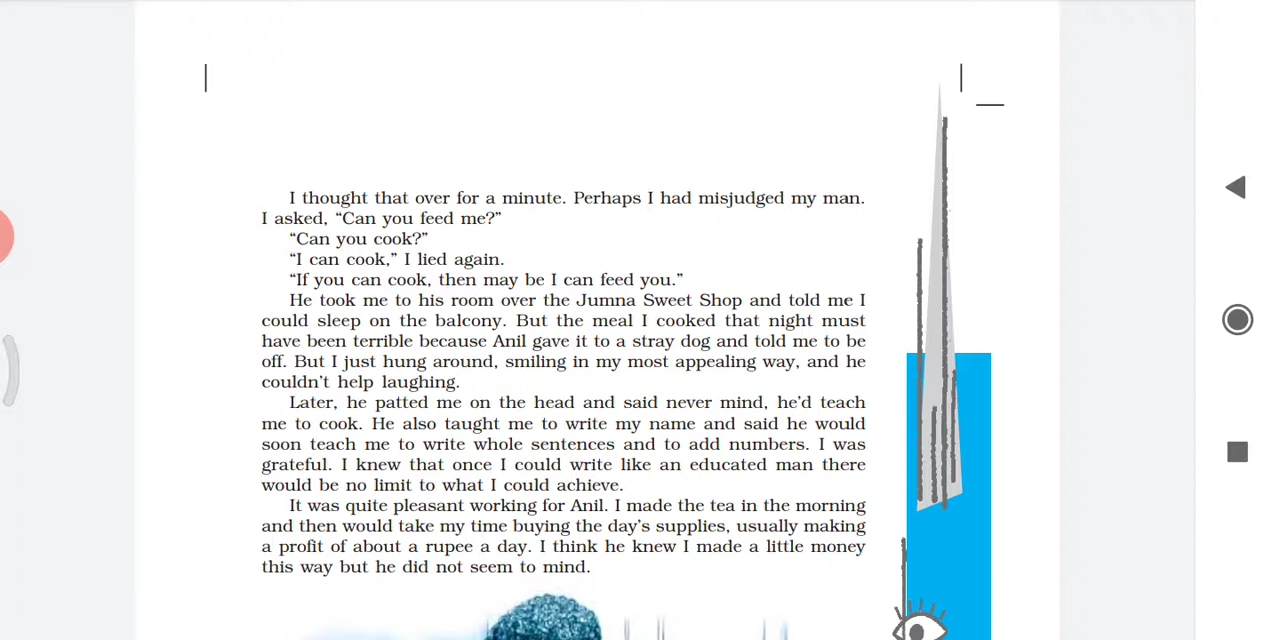 I thought that over for a minute. Perhaps I had misjudged my man.
I asked, “Can you feed me?”
“Can you cook?”
“I can cook,” I lied again.
“If you can cook, then may be I can feed you.”
He took me to his room over the Jumna Sweet Shop and told me I
could sleep on the balcony. But the meal I cooked that night must
have been terrible because Anil gave it to a stray dog and told me to be
off. But I just hung around, smiling in my most appealing way, and he
couldn’t help laughing.
Later, he patted me on the head and said never mind, he’d teach
me to cook. He also taught me to write my name and said he would
soon teach me to write whole sentences and to add numbers. I was
grateful. I knew that once I could write like an educated man there
would be no limit to what I could achieve.
It was quite pleasant working for Anil. I made the tea in the morning
and then would take my time buying the day’s supplies, usually making
a profit of about a rupee a day. I think he knew I made a little money
this way but he did not seem to mind.